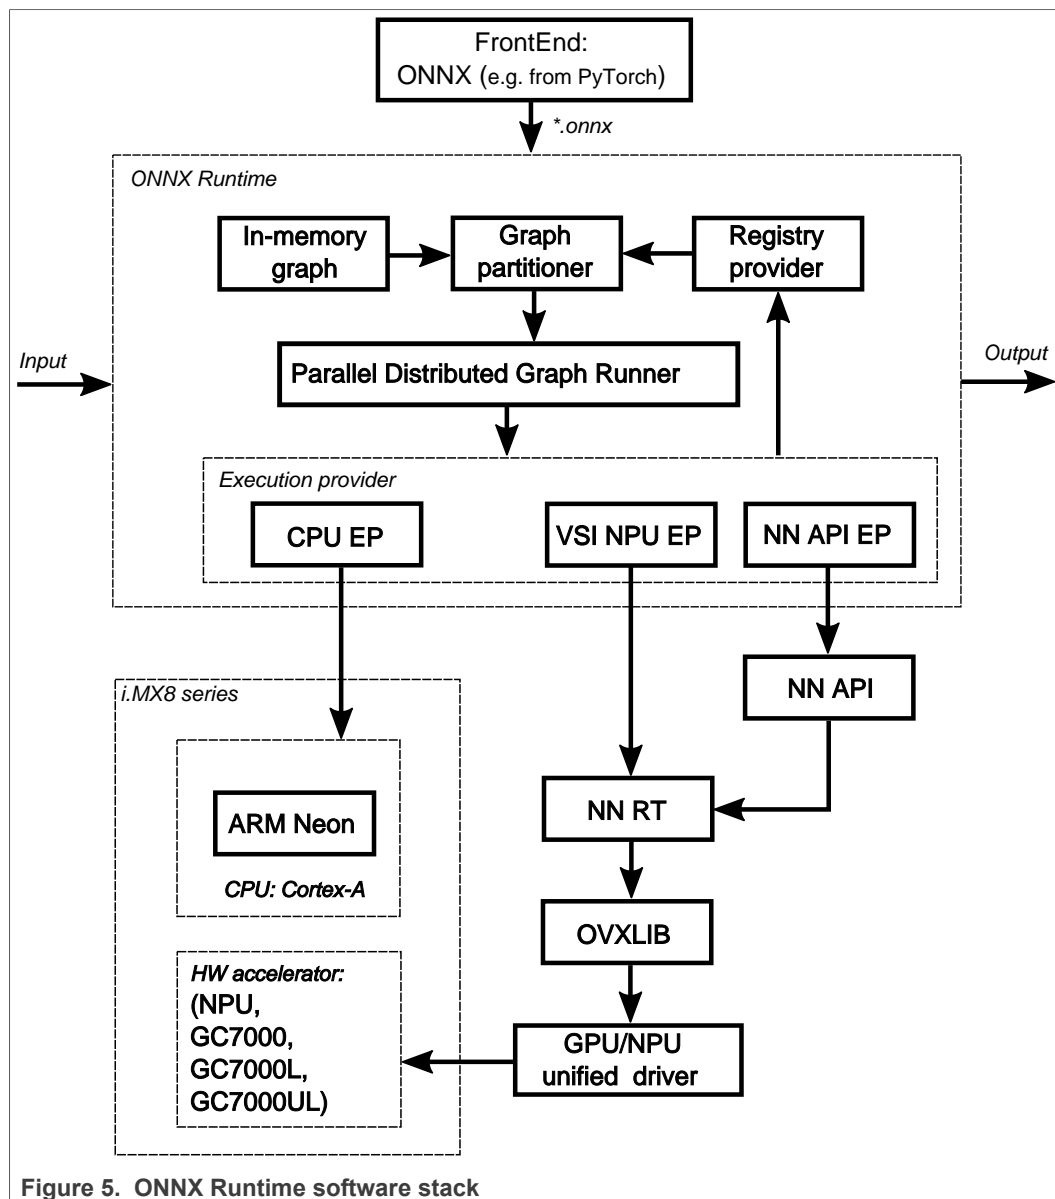 FrontEnd:
ONNX (e.g. from PyTorch)
*.onnx
ONNX Runtime
In-memory
graph
Graph
partitioner
Registry
provider
Input
Output
Parallel Distributed Graph Runner
Execution provider
CPU EP
VSI NPU EP
NN API EP
i.MX8 series
NN API
ARM Neon
CPU: Cortex-A
NN RT
OVXLIB
HW accelerator:
(NPU,
GC7000,
GC7000L,
GC7000UL)
GPU/NPU
unified driver
Figure 5. ONNX Runtime software stack